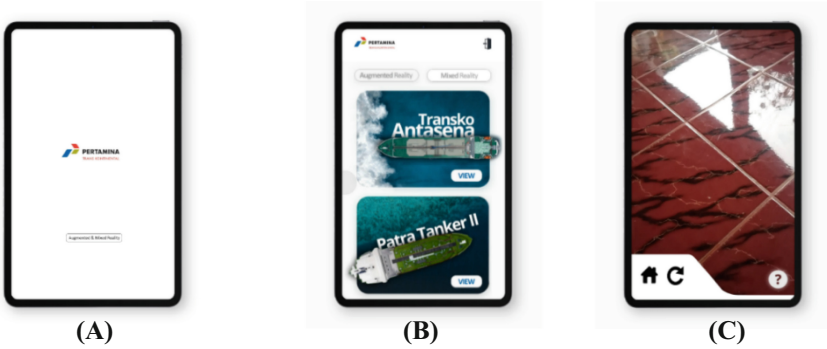 PERTAMINA
Augmented & Mixed Reality
(A)
PERTAMINA
Augmented Reality
Mixed Reality
Transko
Antasena
VIEW
Patra Tanker II
VIEW
(B)
?
(C)